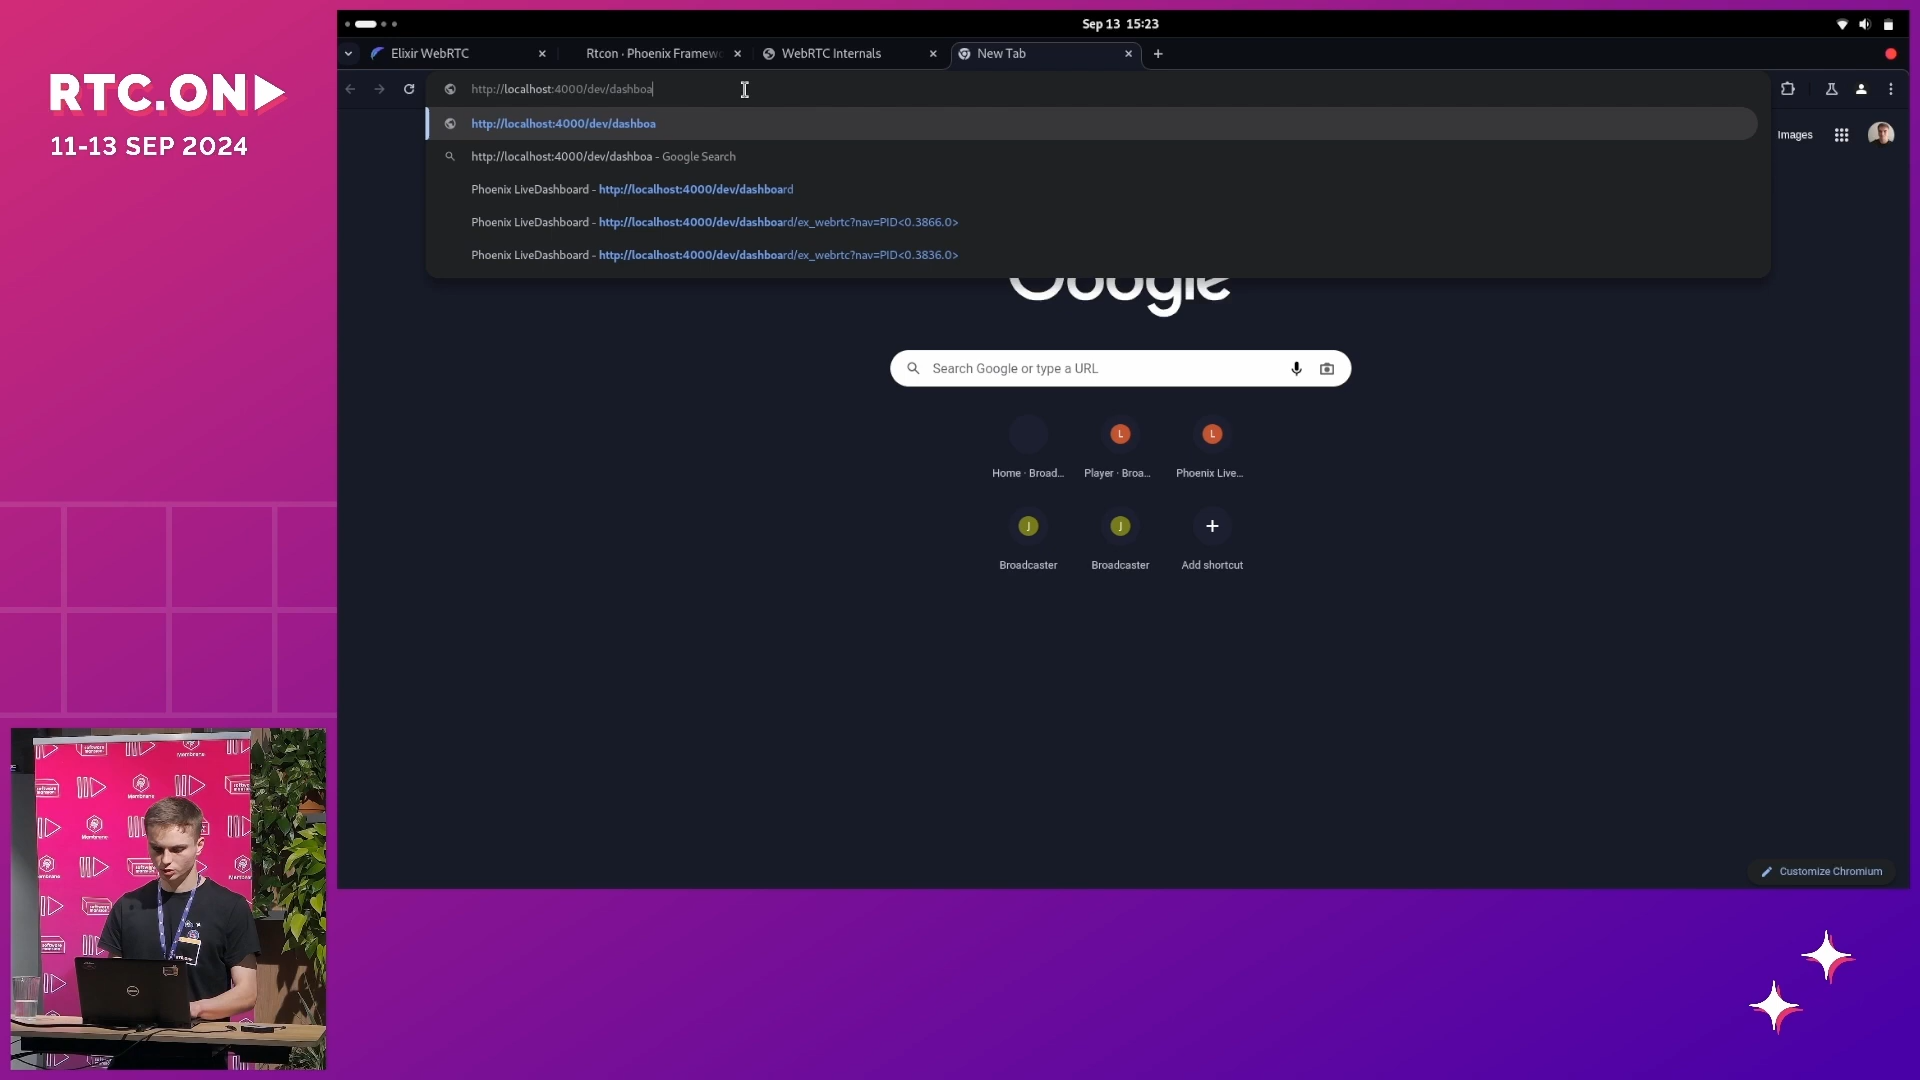 RTC.ON
11-13 SEP 2024
Sep 13 15:23
Elixir WebRTC
Rtcon · Phoenix Framew
WebRTC Internals
New Tab
http://localhost:4000/dev/dashboa
http://localhost:4000/dev/dashboa
http://localhost:4000/dev/dashboa - Google Search
Phoenix LiveDashboard - http://localhost:4000/dev/dashboard
Phoenix LiveDashboard - http://localhost:4000/dev/dashboard/ex_webrtc?nav=PID<0.3866.0>
Phoenix LiveDashboard - http://localhost:4000/dev/dashboard/ex_webrtc?nav=PID<0.3836.0>
Images
Google
Search Google or type a URL
L
L
Home · Broad...
Player · Broa...
Phoenix Live...
J
J
Broadcaster
Broadcaster
Add shortcut
Customize Chromium
software mansion
Membrane